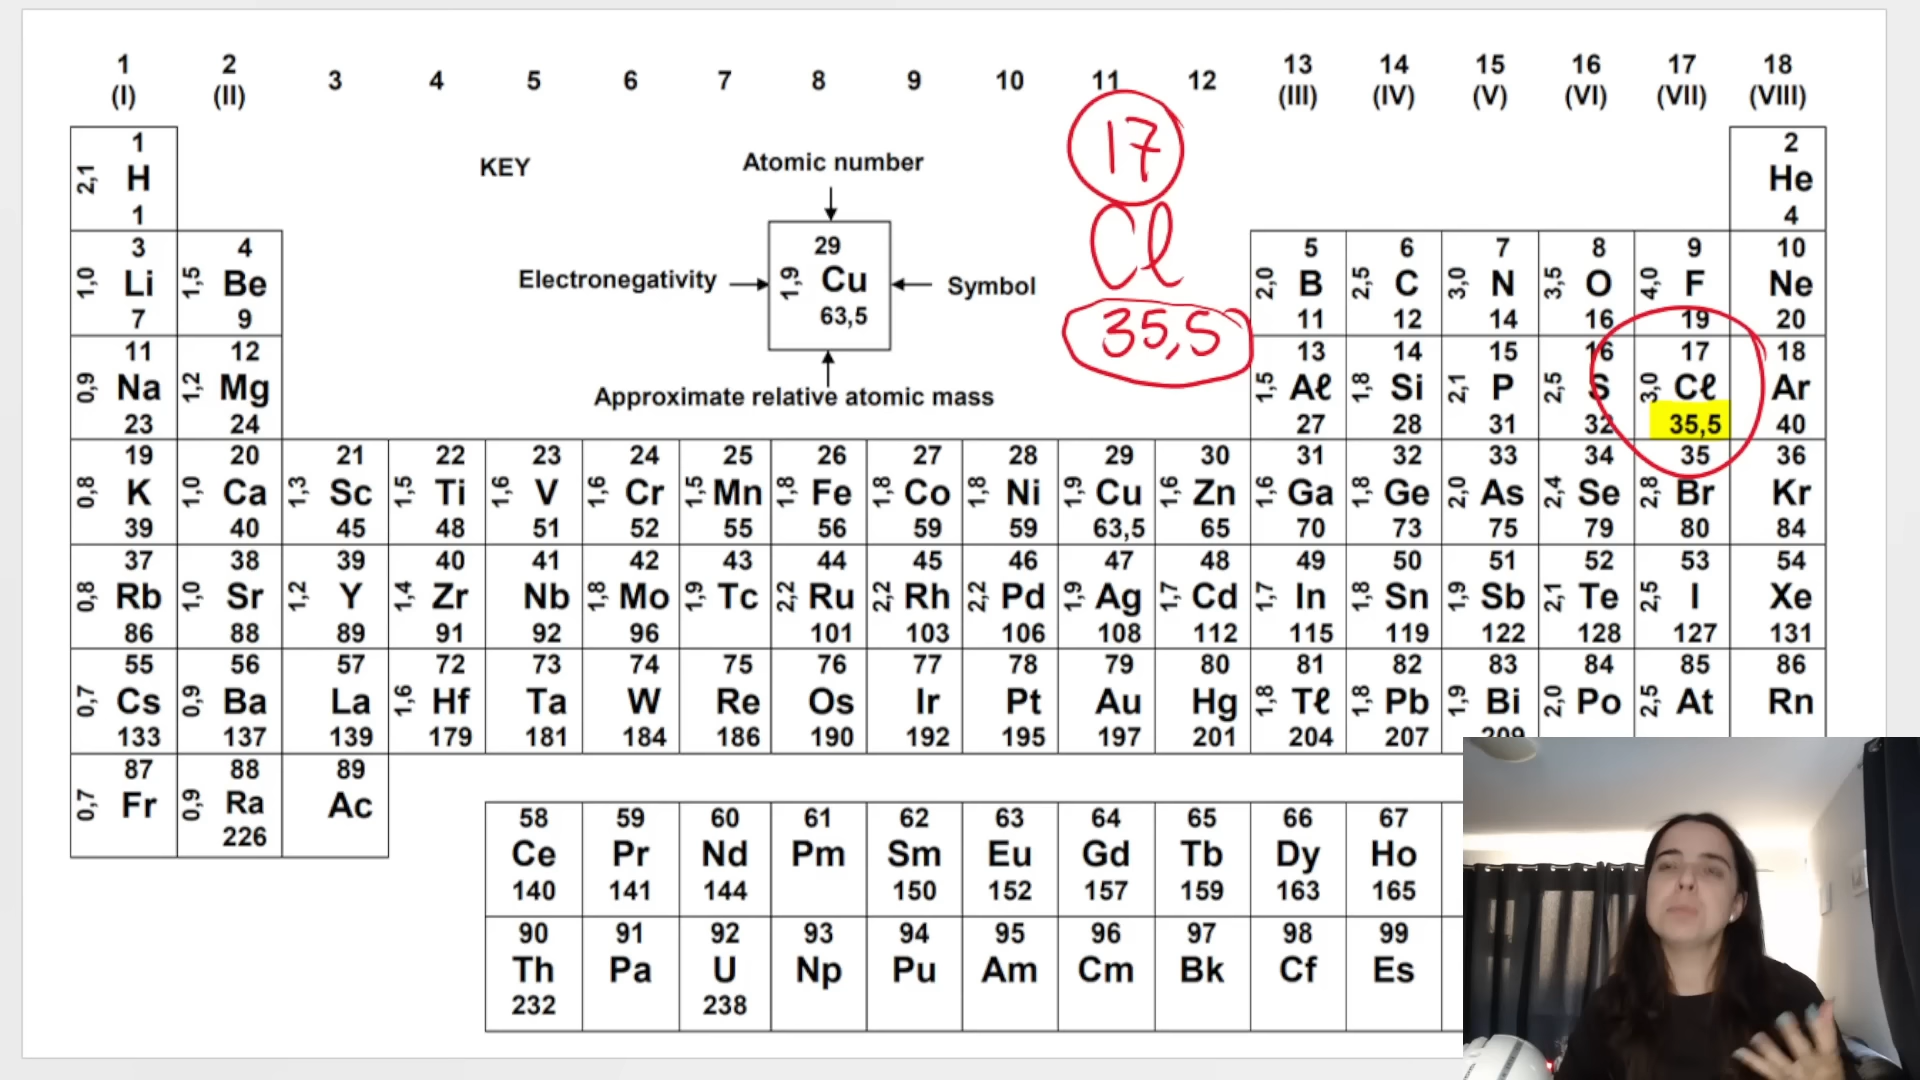 1 2 3 4 5 6 7 8 9 10 11 12 13 14 15 16 17 18
(I) (II) (III) (IV) (V) (VI) (VII) (VIII)
17
Cl
35,5
KEY
Atomic number
29
Electronegativity 1,9 Cu Symbol
63,5
Approximate relative atomic mass
1 2
2,1 H He
1 4
3 4 5 6 7 8 9 10
1,0 Li 1,5 Be 2,0 B 2,5 C 3,0 N 3,5 O 4,0 F Ne
7 9 11 12 14 16 19 20
11 12 13 14 15 16 17 18
0,9 Na 1,2 Mg 1,5 Aℓ 1,8 Si 2,1 P 2,5 S 3,0 Cℓ Ar
23 24 27 28 31 32 35,5 40
19 20 21 22 23 24 25 26 27 28 29 30 31 32 33 34 35 36
0,8 K 1,0 Ca 1,3 Sc 1,5 Ti 1,6 V 1,6 Cr 1,5 Mn 1,8 Fe 1,8 Co 1,8 Ni 1,9 Cu 1,6 Zn 1,6 Ga 1,8 Ge 2,0 As 2,4 Se 2,8 Br Kr
39 40 45 48 51 52 55 56 59 59 63,5 65 70 73 75 79 80 84
37 38 39 40 41 42 43 44 45 46 47 48 49 50 51 52 53 54
0,8 Rb 1,0 Sr 1,2 Y 1,4 Zr Nb 1,8 Mo 1,9 Tc 2,2 Ru 2,2 Rh 2,2 Pd 1,9 Ag 1,7 Cd 1,7 In 1,8 Sn 1,9 Sb 2,1 Te 2,5 I Xe
86 88 89 91 92 96 101 103 106 108 112 115 119 122 128 127 131
55 56 57 72 73 74 75 76 77 78 79 80 81 82 83 84 85 86
0,7 Cs 0,9 Ba La 1,6 Hf Ta W Re Os Ir Pt Au Hg 1,8 Tℓ 1,8 Pb 1,9 Bi 2,0 Po 2,5 At Rn
133 137 139 179 181 184 186 190 192 195 197 201 204 207 209
87 88 89
0,7 Fr 0,9 Ra Ac
226
58 59 60 61 62 63 64 65 66 67
Ce Pr Nd Pm Sm Eu Gd Tb Dy Ho
140 141 144 150 152 157 159 163 165
90 91 92 93 94 95 96 97 98 99
Th Pa U Np Pu Am Cm Bk Cf Es
232 238